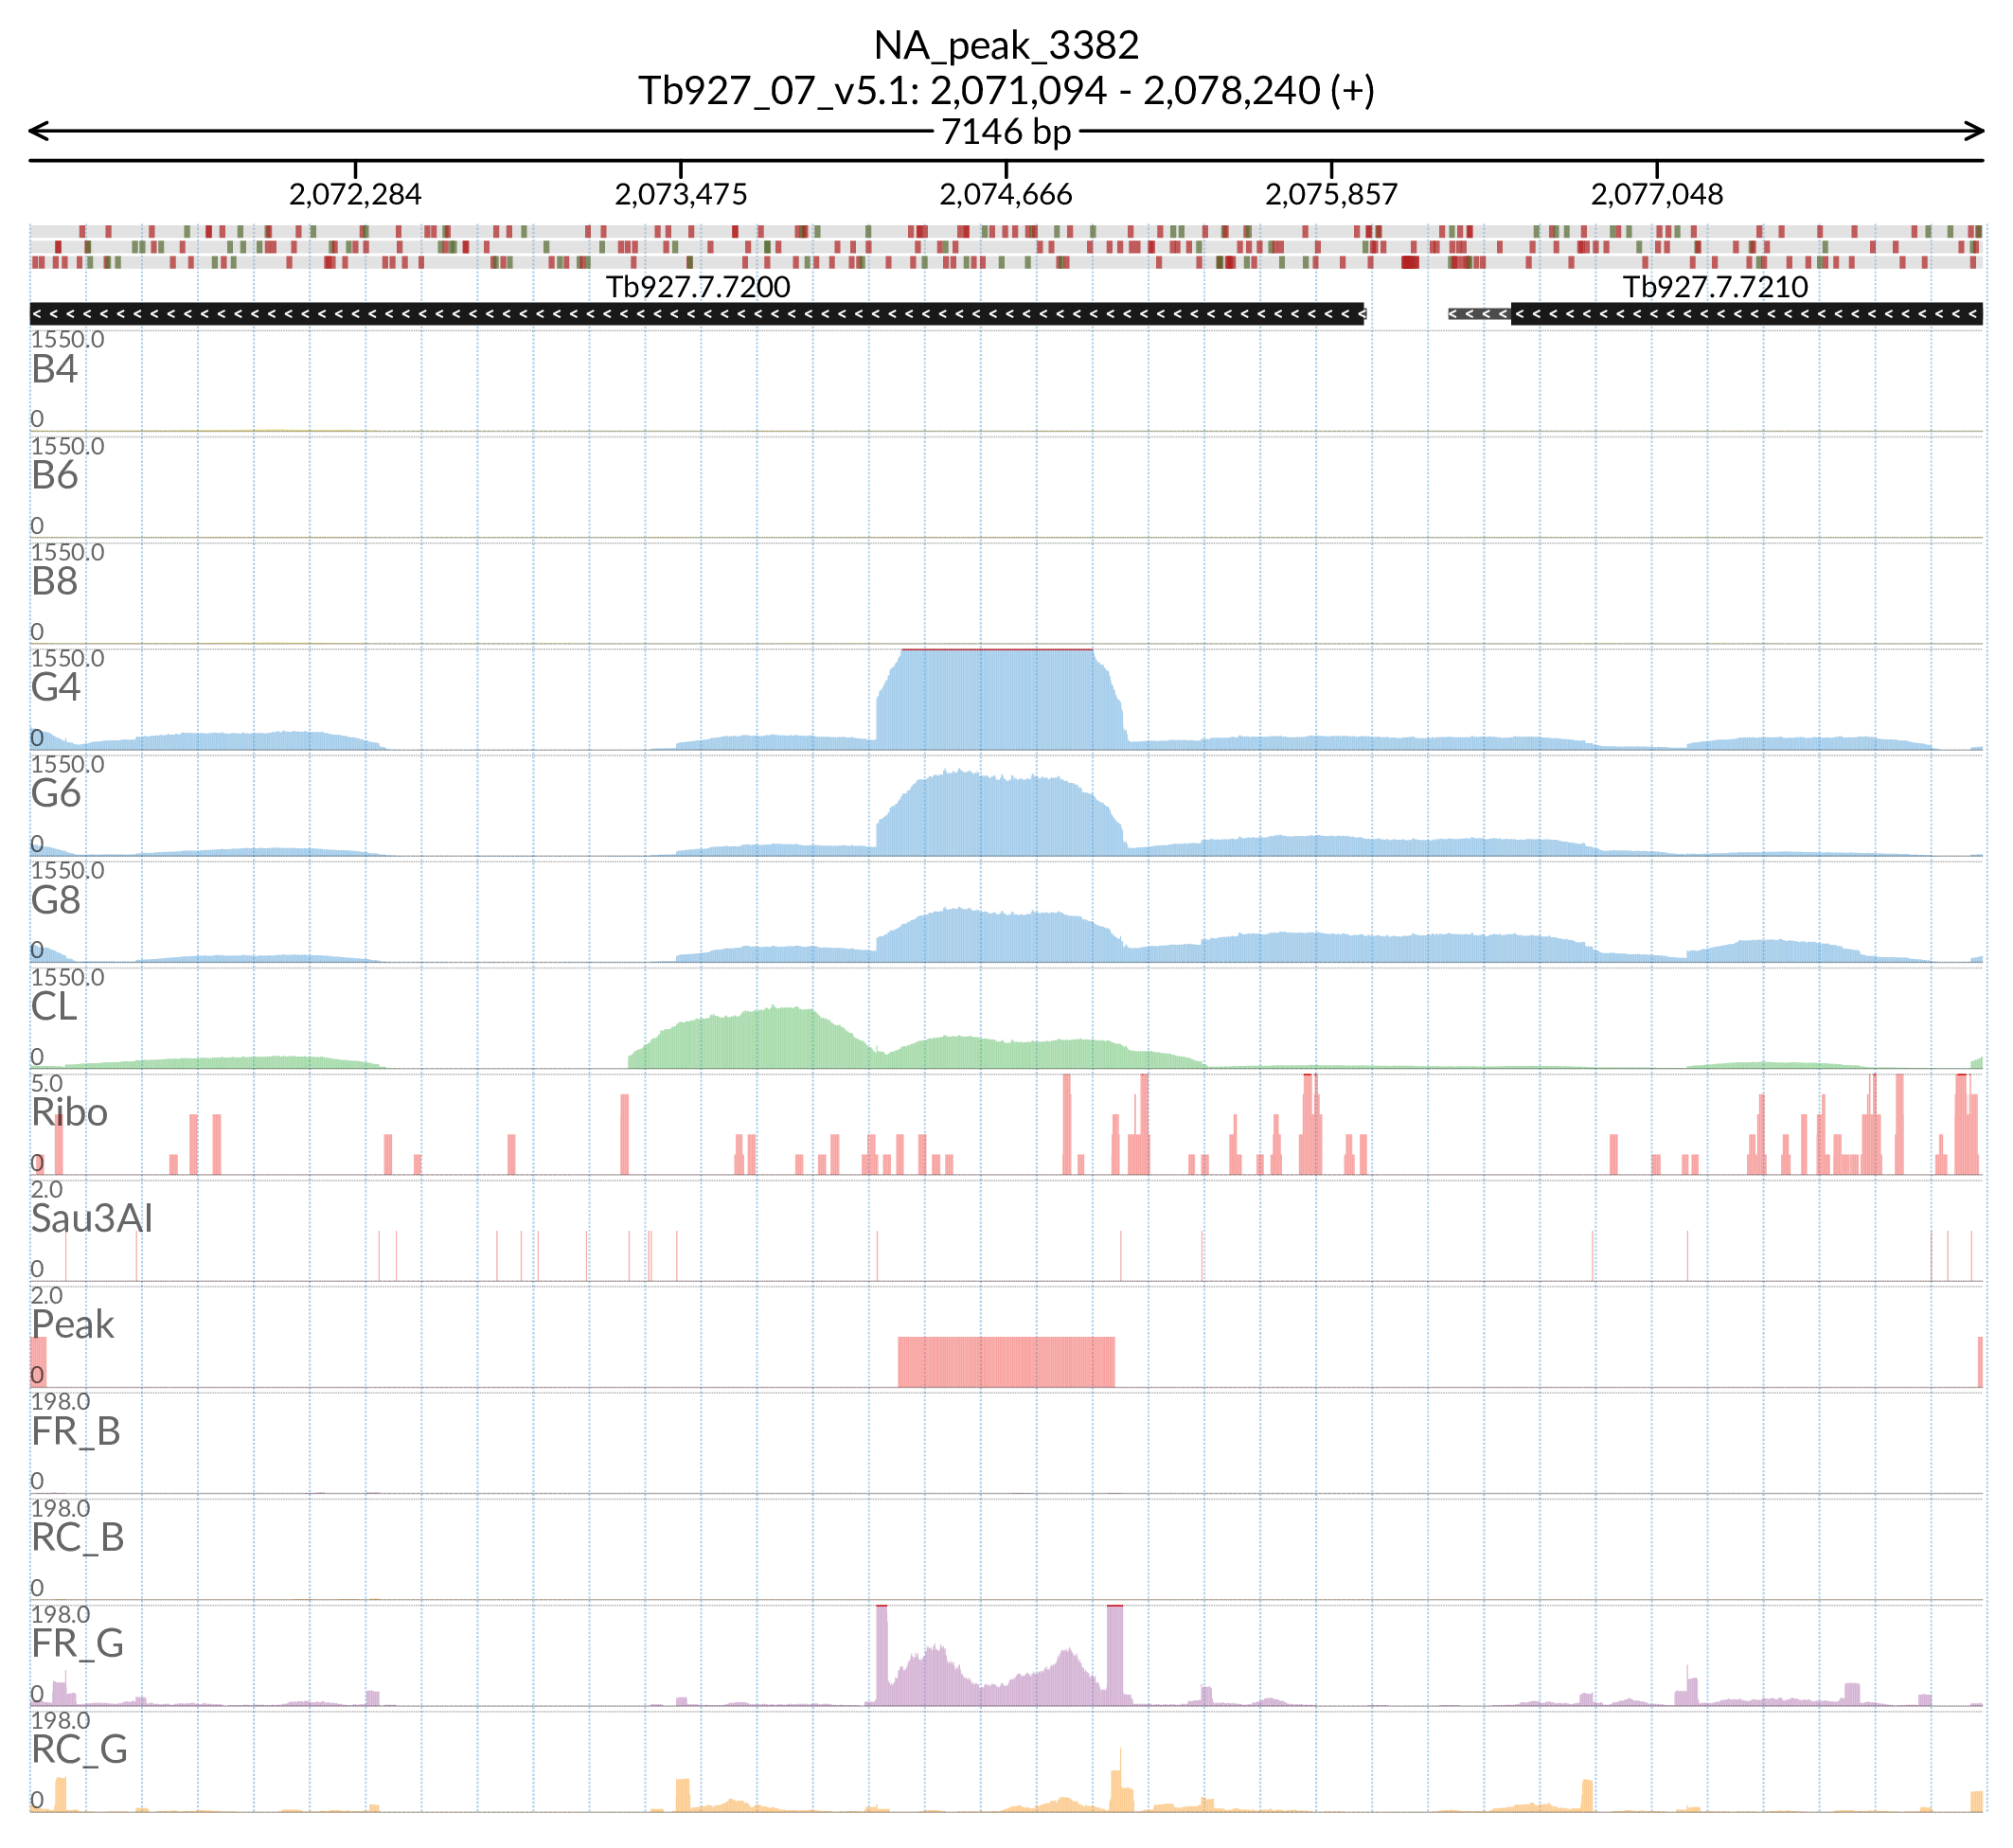 NA_peak_3382
Tb927_07_v5.1: 2,071,094 - 2,078,240 (+)
7146 bp
2,072,284 2,073,475 2,074,666 2,075,857 2,077,048
Tb927.7.7200 Tb927.7.7210
1550.0
B4
0
1550.0
B6
0
1550.0
B8
0
1550.0
G4
0
1550.0
G6
0
1550.0
G8
0
1550.0
CL
0
5.0
Ribo
0
2.0
Sau3AI
0
2.0
Peak
0
198.0
FR_B
0
198.0
RC_B
0
198.0
FR_G
0
198.0
RC_G
0